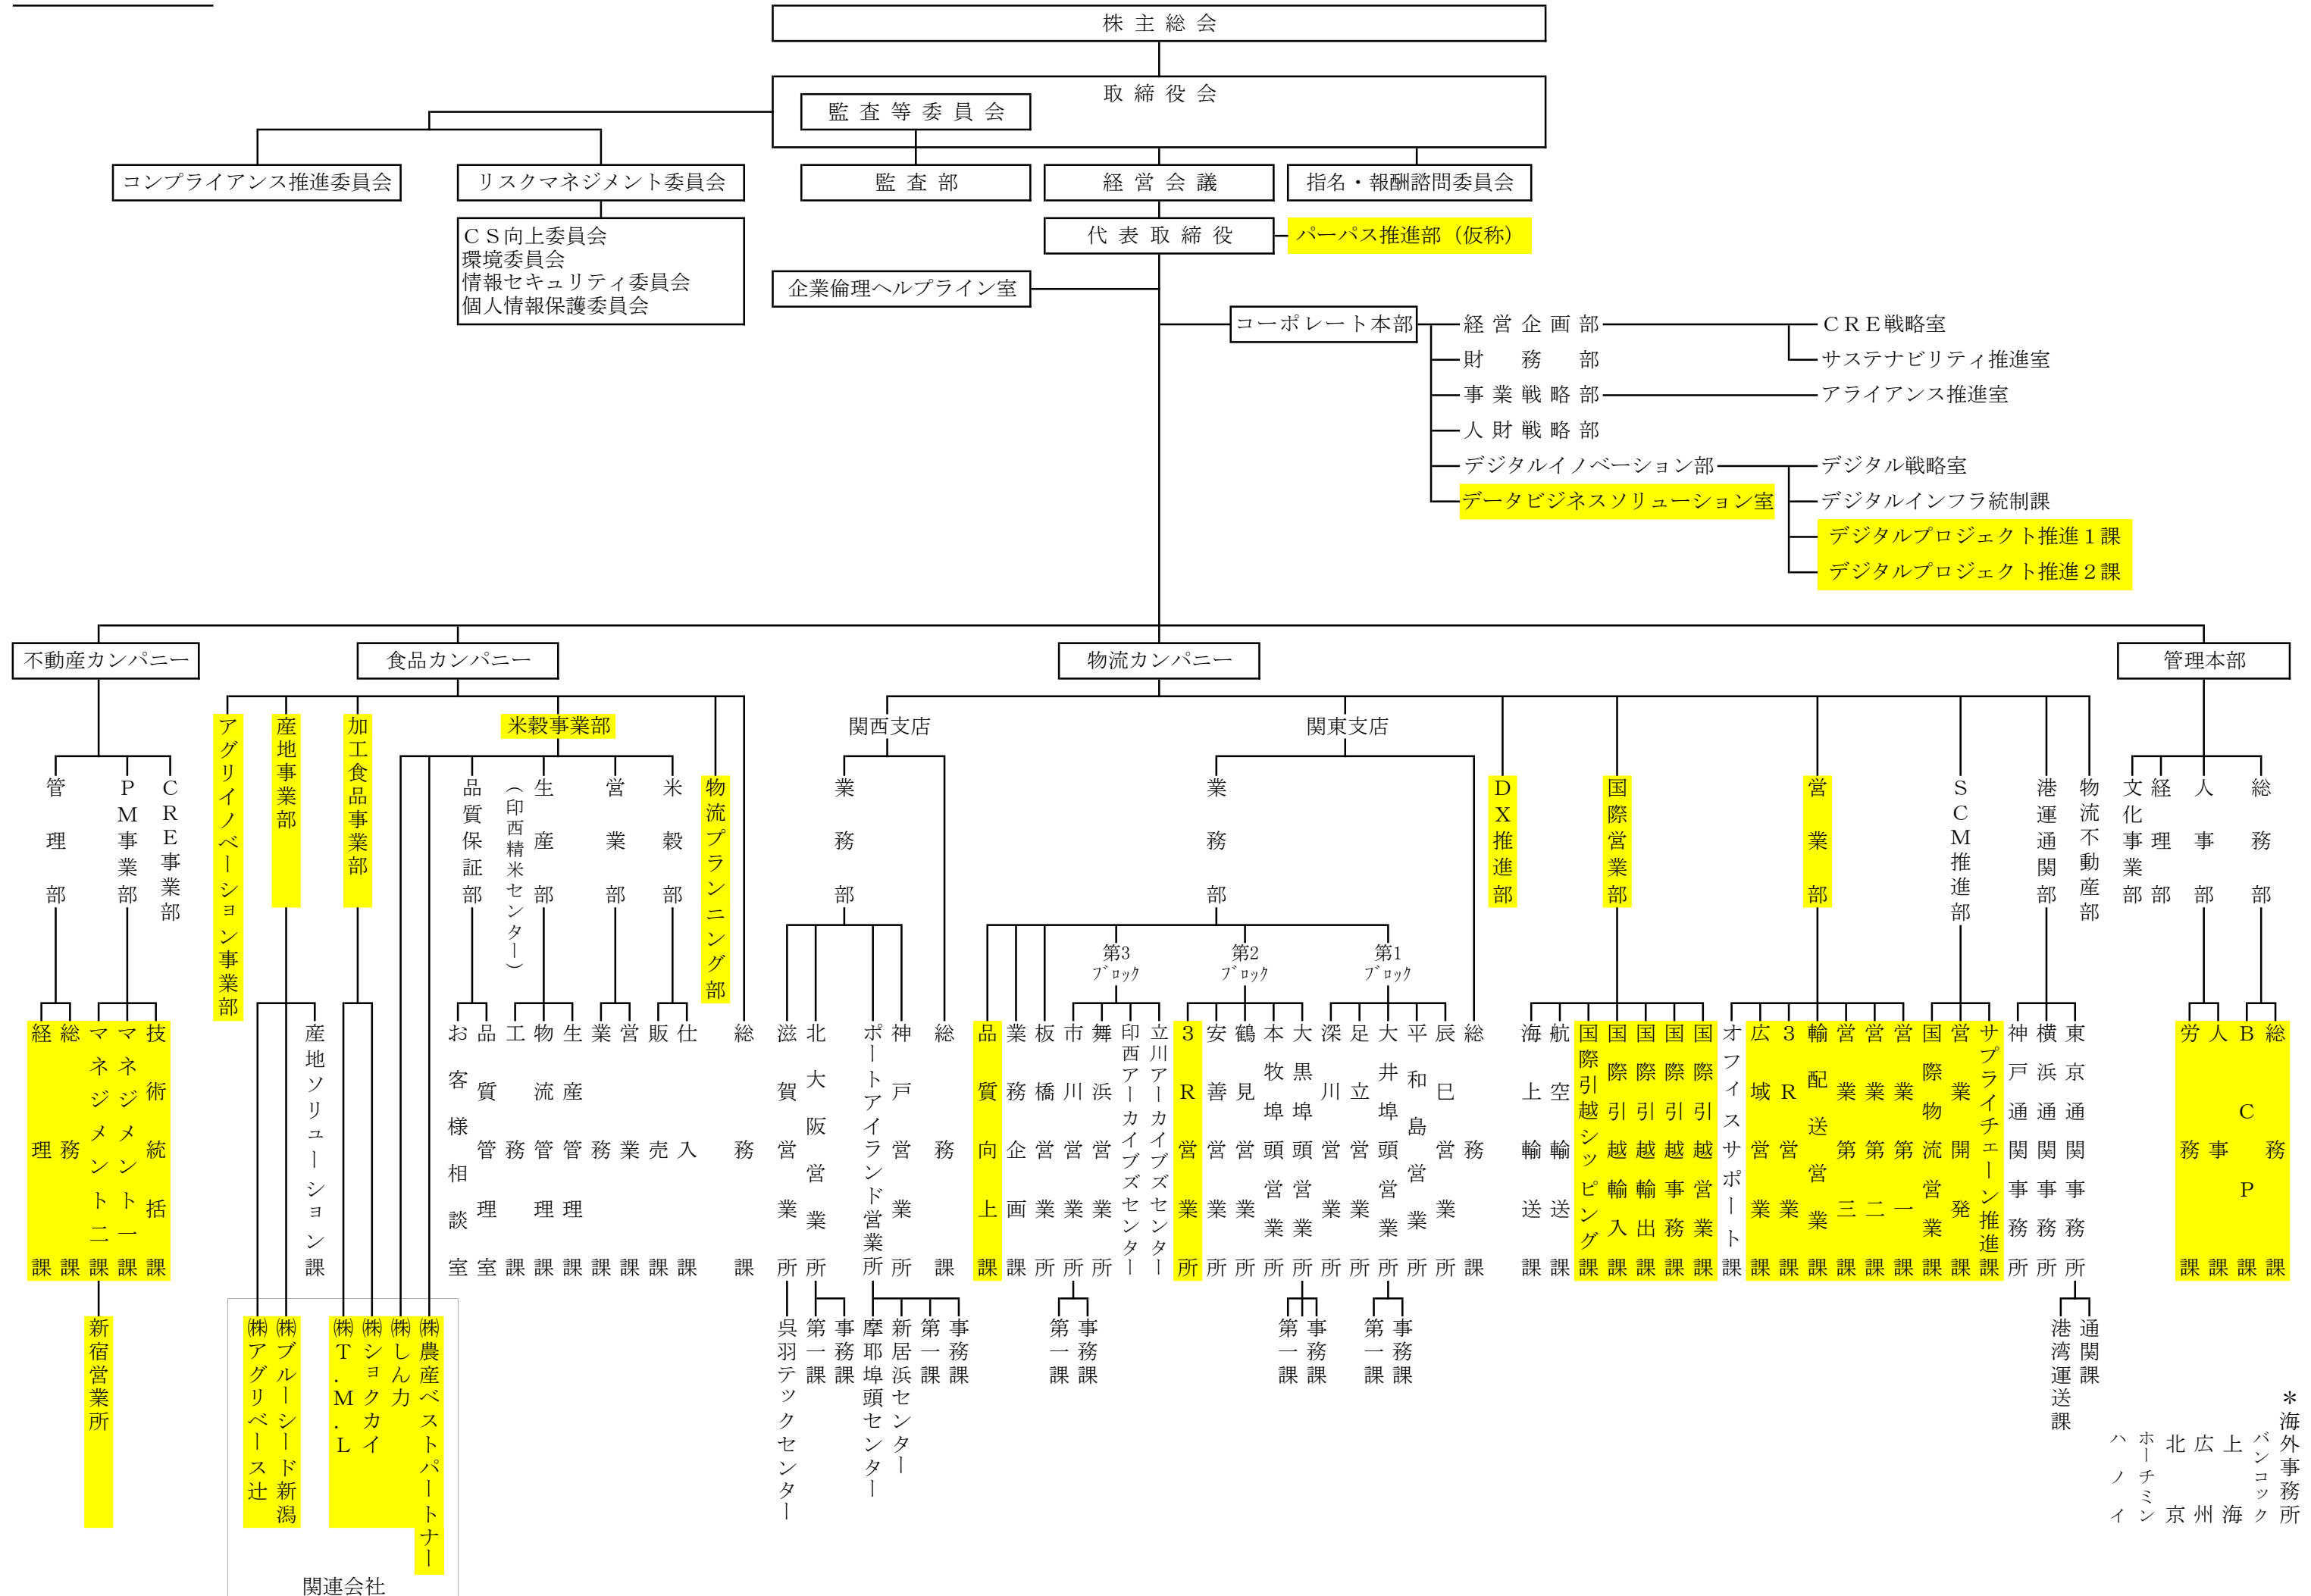 株主総会
取締役会
監査等委員会
コンプライアンス推進委員会
リスクマネジメント委員会
監査部
経営会議
指名・報酬諮問委員会
ＣＳ向上委員会
環境委員会
情報セキュリティ委員会
個人情報保護委員会
代表取締役
パーパス推進部（仮称）
企業倫理ヘルプライン室
コーポレート本部
経営企画部
ＣＲＥ戦略室
財務部
サステナビリティ推進室
事業戦略部
アライアンス推進室
人財戦略部
デジタルイノベーション部
デジタル戦略室
データビジネスソリューション室
デジタルインフラ統制課
デジタルプロジェクト推進１課
デジタルプロジェクト推進２課
不動産カンパニー
食品カンパニー
物流カンパニー
管理本部
管理部
ＰＭ事業部
ＣＲＥ事業部
アグリイノベーション事業部
産地事業部
加工食品事業部
米穀事業部
品質保証部
生産部
（印西精米センター）
営業部
米穀部
物流プランニング部
関西支店
業務部
関東支店
業務部
ＤＸ推進部
国際営業部
営業部
ＳＣＭ推進部
港運通関部
物流不動産部
文化事業部
経理部
人事部
総務部
第3
ﾌﾞﾛｯｸ
第2
ﾌﾞﾛｯｸ
第1
ﾌﾞﾛｯｸ
経理課
総務課
マネジメント二課
マネジメント一課
技術統括課
産地ソリューション課
お客様相談室
品質管理室
工務課
物流管理課
生産管理課
業務課
営業課
販売課
仕入課
総務課
滋賀営業所
北大阪営業所
ポートアイランド営業所
神戸営業所
総務課
品質向上課
業務企画課
板橋営業所
市川営業所
舞浜営業所
印西アーカイブズセンター
立川アーカイブズセンター
３Ｒ営業所
安善営業所
鶴見営業所
本牧埠頭営業所
大黒埠頭営業所
深川営業所
足立営業所
大井埠頭営業所
平和島営業所
辰巳営業所
総務課
海上輸送課
航空輸送課
国際引越シッピング課
国際引越輸入課
国際引越輸出課
国際引越事務課
国際引越営業課
オフィスサポート課
広域営業課
３Ｒ営業課
輸配送営業課
営業第三課
営業第二課
営業第一課
国際物流営業課
営業開発課
サプライチェーン推進課
神戸通関事務所
横浜通関事務所
東京通関事務所
労務課
人事課
ＢＣＰ課
総務課
新宿営業所
㈱アグリベース辻
㈱ブルーシード新潟
㈱Ｔ．Ｍ．Ｌ
㈱ショクカイ
㈱しん力
㈱農産ベストパートナー
関連会社
呉羽テックセンター
第一課
事務課
摩耶埠頭センター
新居浜センター
第一課
事務課
第一課
事務課
第一課
事務課
第一課
事務課
港湾運送課
通関課
＊海外事務所
バンコック
上海
広州
北京
ホーチミン
ハノイ